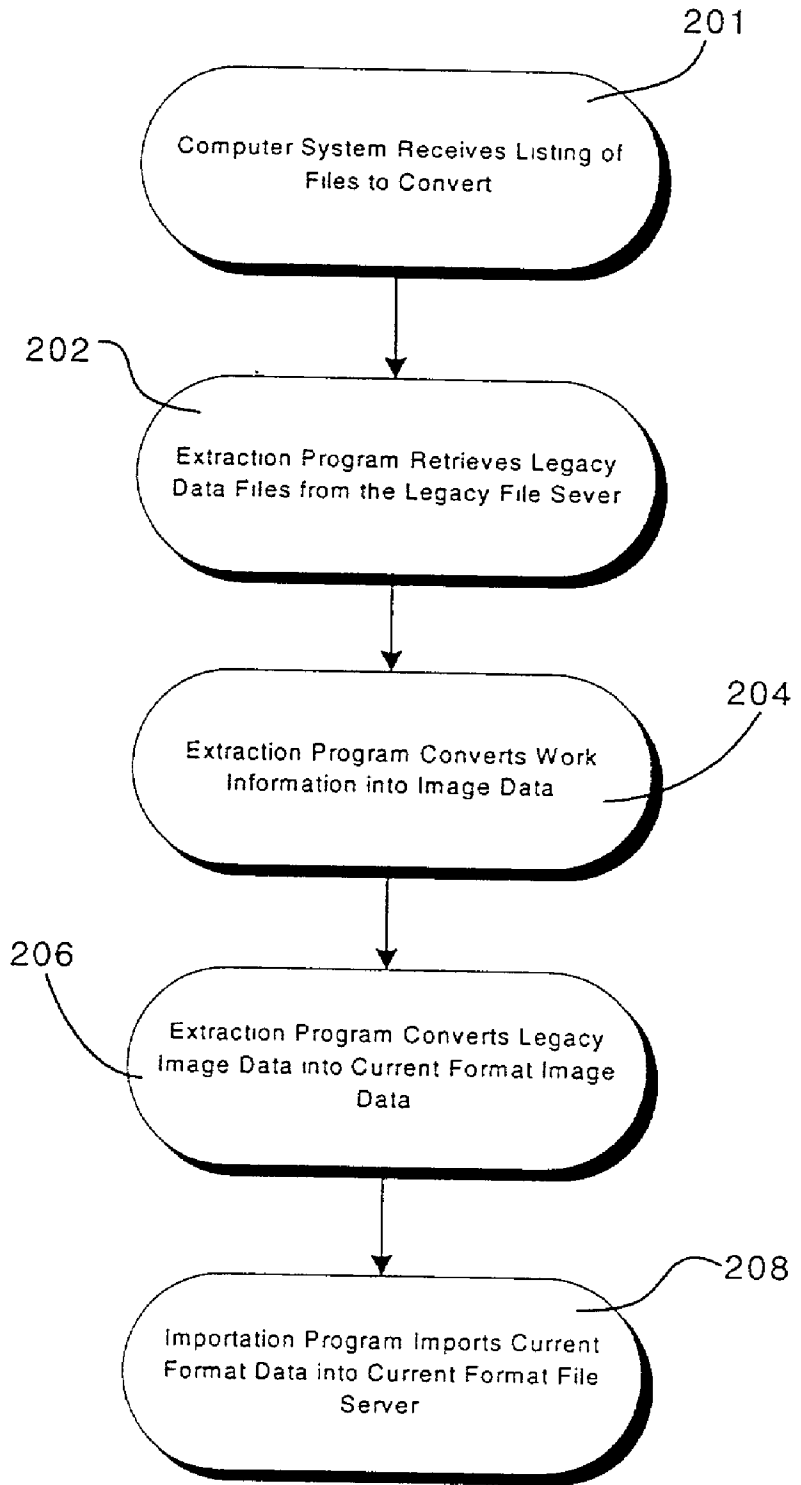 201
Computer System Receives Listing of
Files to Convert
202
Extraction Program Retrieves Legacy
Data Files from the Legacy File Sever
204
Extraction Program Converts Work
Information into Image Data
206
Extraction Program Converts Legacy
Image Data into Current Format Image
Data
208
Importation Program Imports Current
Format Data into Current Format File
Server